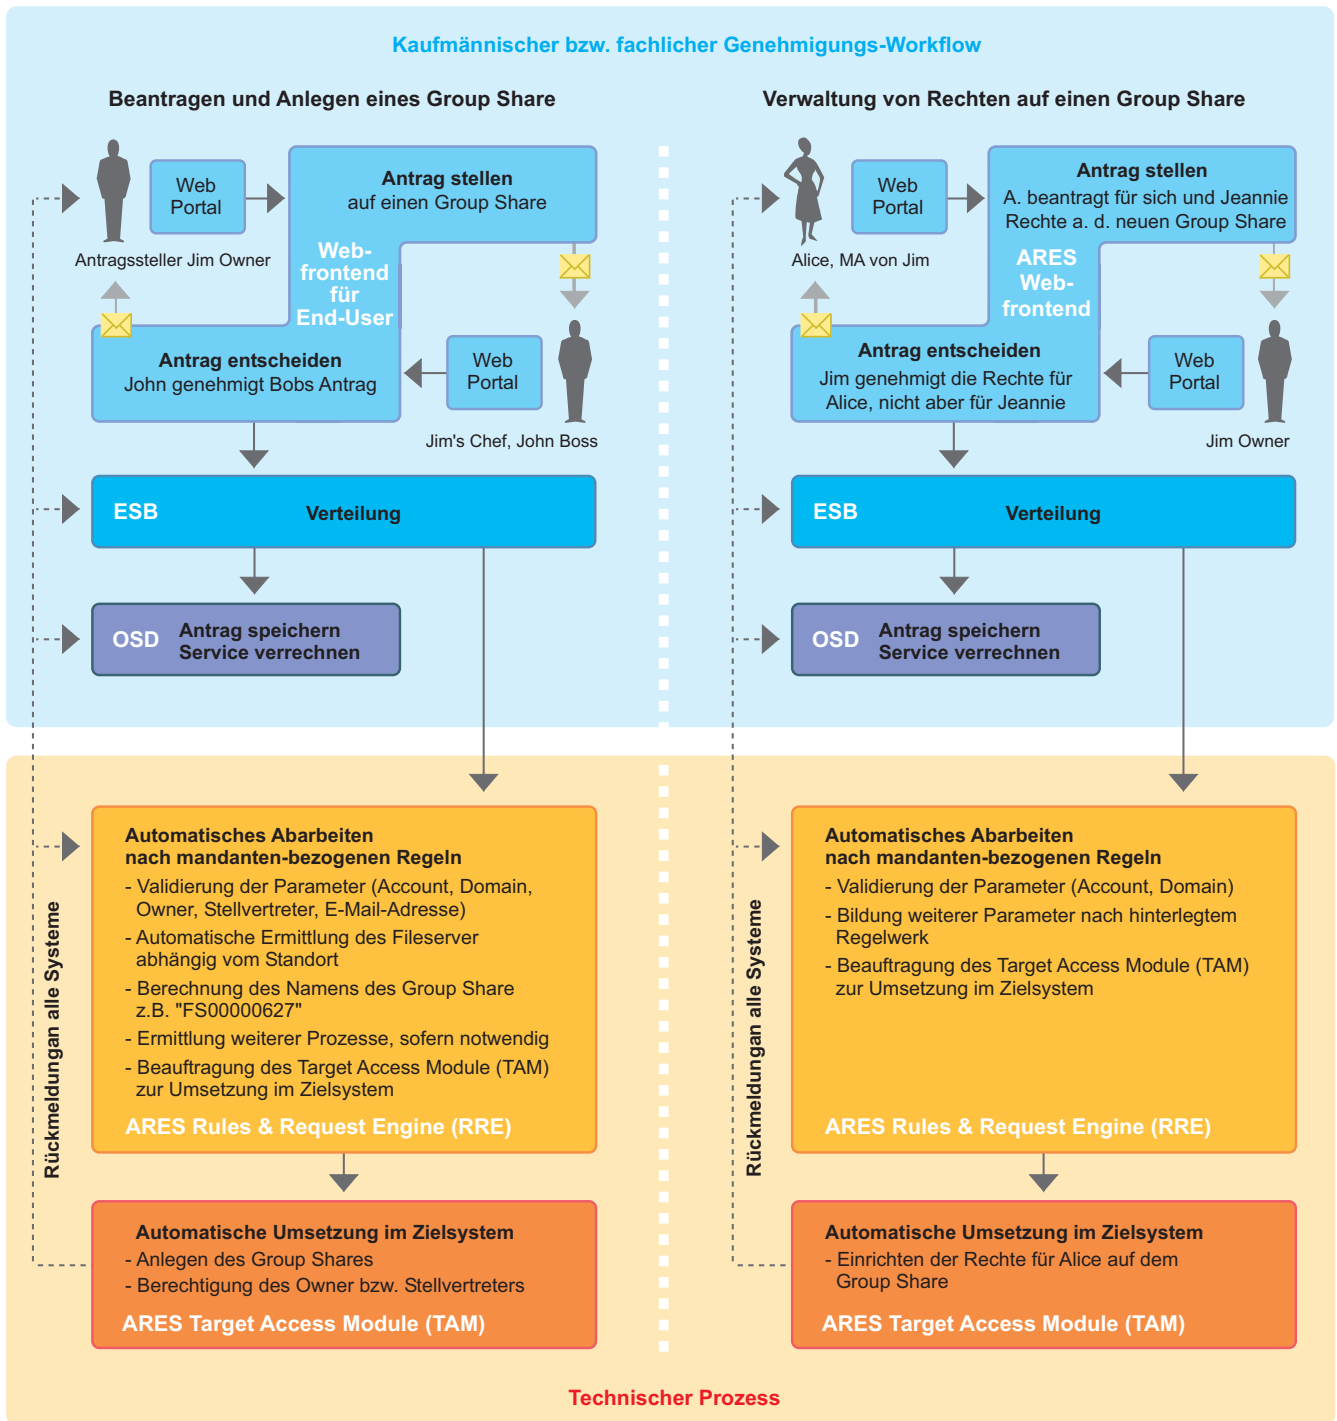 Kaufmännischer bzw. fachlicher Genehmigungs-Workflow
Beantragen und Anlegen eines Group Share
Web
Portal
Antrag stellen
auf einen Group Share
Antragssteller Jim Owner
Web-
frontend
für
End-User
Antrag entscheiden
John genehmigt Bobs Antrag
Web
Portal
Jim's Chef, John Boss
ESB
Verteilung
OSD
Antrag speichern
Service verrechnen
Verwaltung von Rechten auf einen Group Share
Web
Portal
Antrag stellen
A. beantragt für sich und Jeannie
Rechte a. d. neuen Group Share
Alice, MA von Jim
ARES
Web-
frontend
Antrag entscheiden
Jim genehmigt die Rechte für
Alice, nicht aber für Jeannie
Web
Portal
Jim Owner
ESB
Verteilung
OSD
Antrag speichern
Service verrechnen
Rückmeldungan alle Systeme
Automatisches Abarbeiten
nach mandanten-bezogenen Regeln
- Validierung der Parameter (Account, Domain,
Owner, Stellvertreter, E-Mail-Adresse)
- Automatische Ermittlung des Fileserver
abhängig vom Standort
- Berechnung des Namens des Group Share
z.B. "FS00000627"
- Ermittlung weiterer Prozesse, sofern notwendig
- Beauftragung des Target Access Module (TAM)
zur Umsetzung im Zielsystem
ARES Rules & Request Engine (RRE)
Automatische Umsetzung im Zielsystem
- Anlegen des Group Shares
- Berechtigung des Owner bzw. Stellvertreters
ARES Target Access Module (TAM)
Rückmeldungan alle Systeme
Automatisches Abarbeiten
nach mandanten-bezogenen Regeln
- Validierung der Parameter (Account, Domain)
- Bildung weiterer Parameter nach hinterlegtem
Regelwerk
- Beauftragung des Target Access Module (TAM)
zur Umsetzung im Zielsystem
ARES Rules & Request Engine (RRE)
Automatische Umsetzung im Zielsystem
- Einrichten der Rechte für Alice auf dem
Group Share
ARES Target Access Module (TAM)
Technischer Prozess